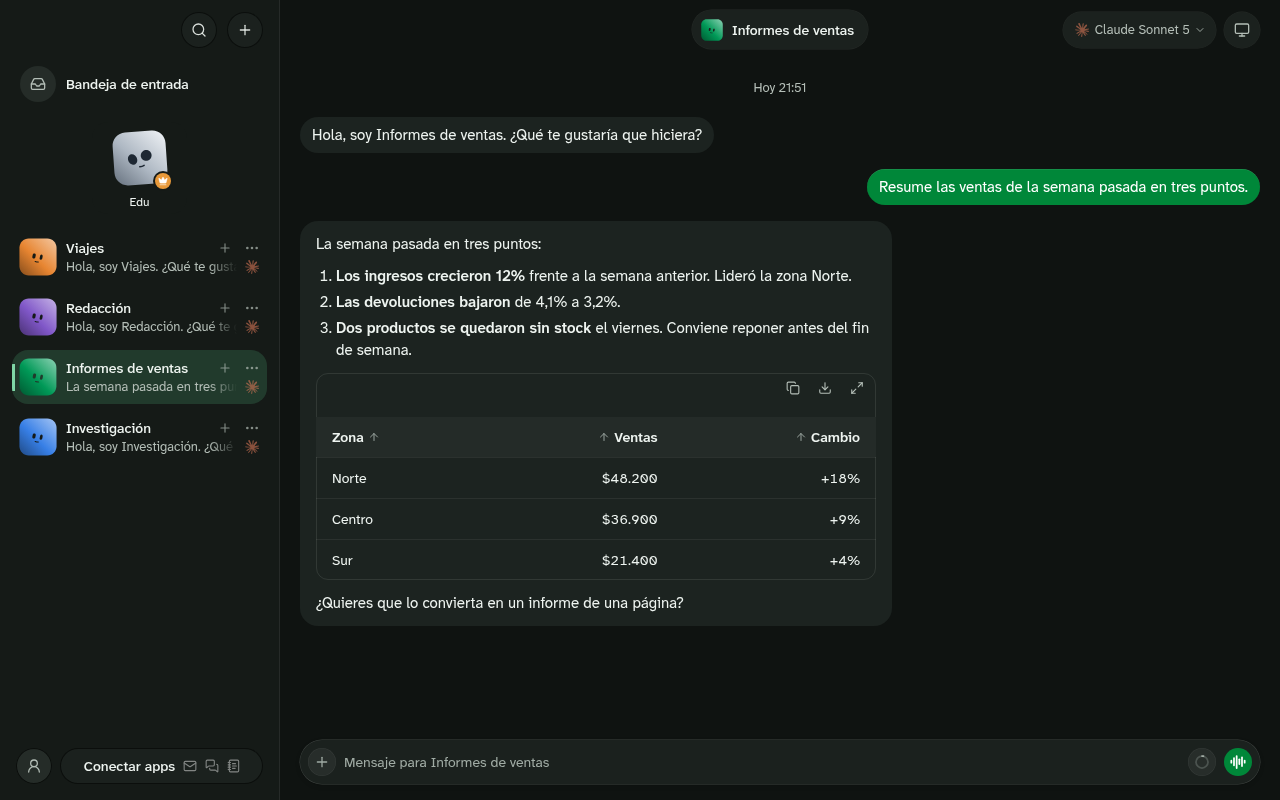 Informes de ventas
Claude Sonnet 5
Bandeja de entrada
Edu
Viajes
Hola, soy Viajes. ¿Qué te gust
Redacción
Hola, soy Redacción. ¿Qué te
Informes de ventas
La semana pasada en tres pu
Investigación
Hola, soy Investigación. ¿Qué
Conectar apps
Hoy 21:51
Hola, soy Informes de ventas. ¿Qué te gustaría que hiciera?
Resume las ventas de la semana pasada en tres puntos.
La semana pasada en tres puntos:
1. Los ingresos crecieron 12% frente a la semana anterior. Lideró la zona Norte.
2. Las devoluciones bajaron de 4,1% a 3,2%.
3. Dos productos se quedaron sin stock el viernes. Conviene reponer antes del fin
de semana.
Zona ↑ ↑ Ventas ↑ Cambio
Norte $48.200 +18%
Centro $36.900 +9%
Sur $21.400 +4%
¿Quieres que lo convierta en un informe de una página?
Mensaje para Informes de ventas